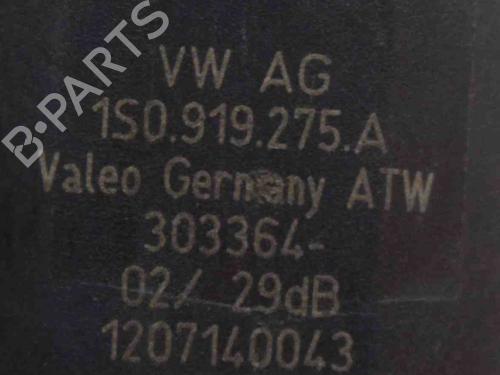 VW AG
1S0.919.275.A
Valeo Germany ATW
303364-
02/ 29dB
1207140043
B-PARTS